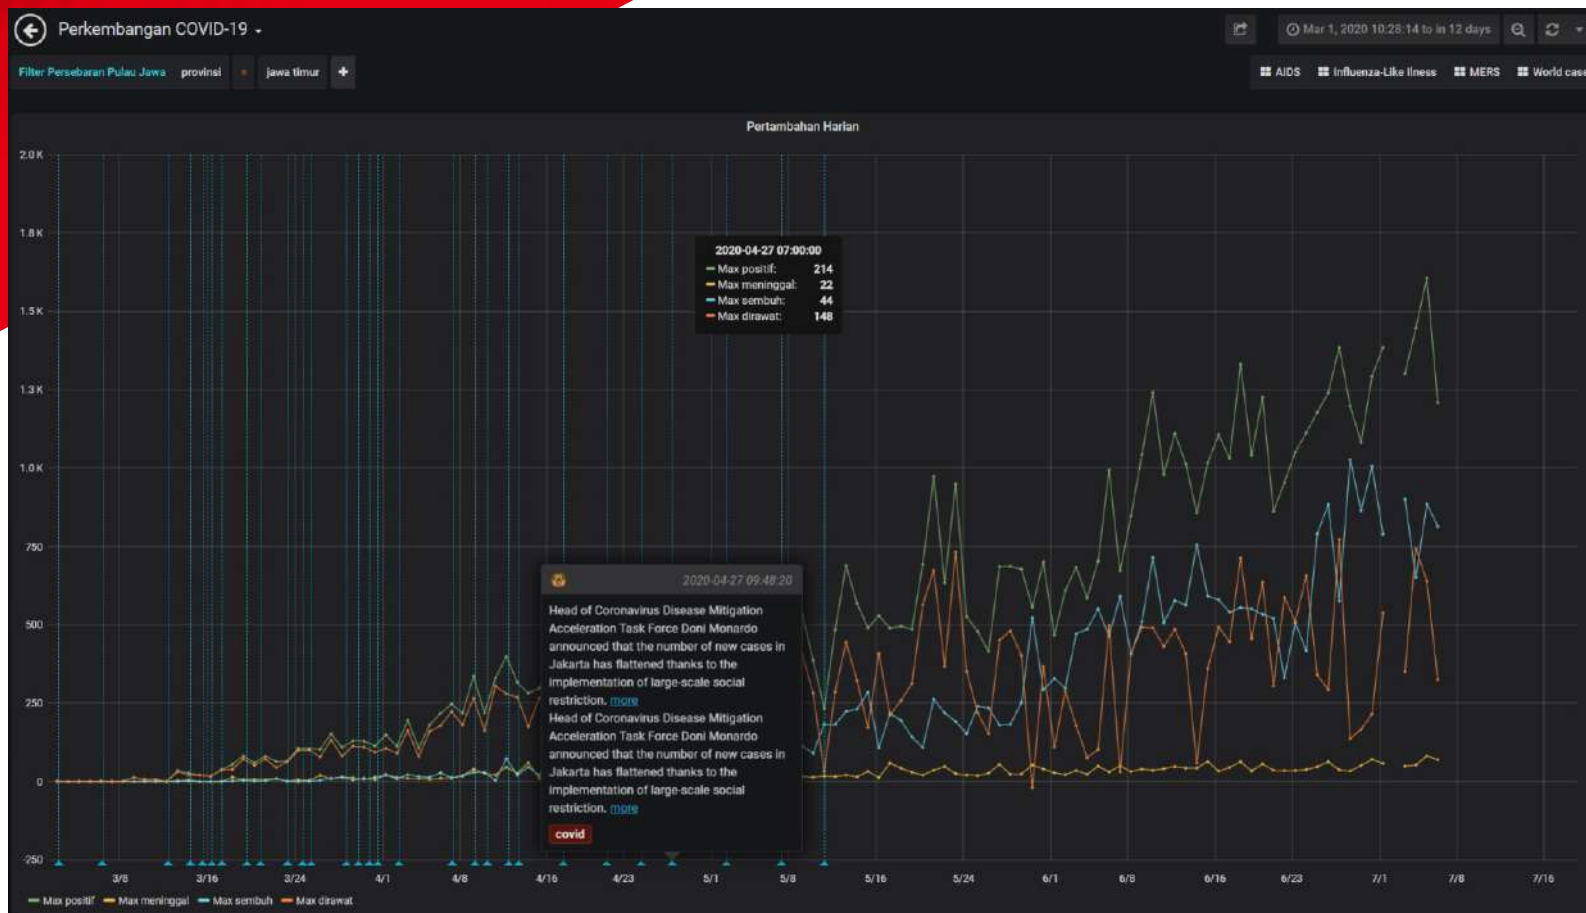 Perkembangan COVID-19
Mar 1, 2020 10:28:14 to in 12 days
Filter Persebaran Pulau Jawa provinsi = jawa timur +
AIDS Influenza-Like Ilness MERS World case
Pertambahan Harian
2.0 K
1.8 K
1.5 K
1.3 K
1.0 K
750
500
250
0
-250
2020-04-27 07:00:00
Max positif: 214
Max meninggal: 22
Max sembuh: 44
Max dirawat: 148
2020-04-27 09:48:20
Head of Coronavirus Disease Mitigation
Acceleration Task Force Doni Monardo
announced that the number of new cases in
Jakarta has flattened thanks to the
implementation of large-scale social
restriction. more
Head of Coronavirus Disease Mitigation
Acceleration Task Force Doni Monardo
announced that the number of new cases in
Jakarta has flattened thanks to the
implementation of large-scale social
restriction. more
covid
3/8 3/16 3/24 4/1 4/8 4/16 4/23 5/1 5/8 5/16 5/24 6/1 6/8 6/16 6/23 7/1 7/8 7/16
Max positif Max meninggal Max sembuh Max dirawat